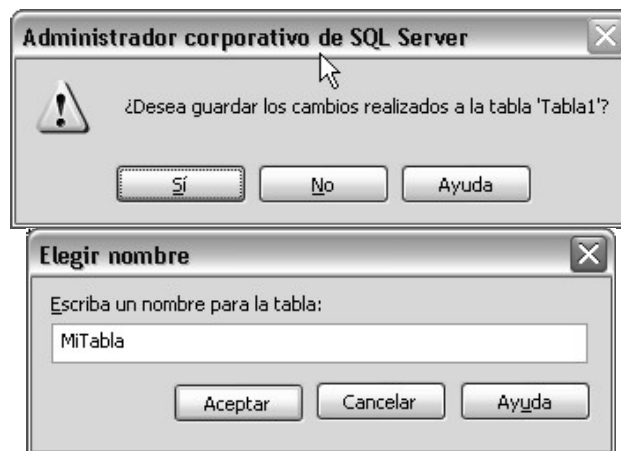 Administrador corporativo de SQL Server
¿Desea guardar los cambios realizados a la tabla 'Tabla1'?
Sí No Ayuda
Elegir nombre
Escriba un nombre para la tabla:
MiTabla
Aceptar Cancelar Ayuda